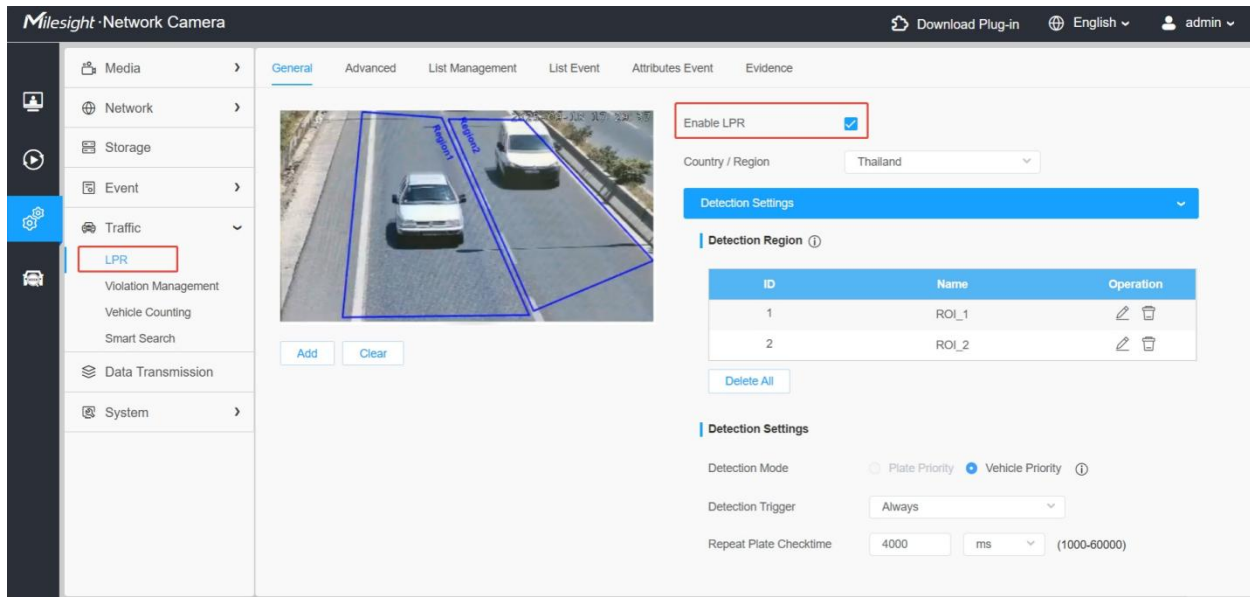 Milesight·Network Camera
Download Plug-in
English
admin
Media
Network
Storage
Event
Traffic
LPR
Violation Management
Vehicle Counting
Smart Search
Data Transmission
System
General Advanced List Management List Event Attributes Event Evidence
Region1
Region2
Add Clear
Enable LPR
Country / Region Thailand
Detection Settings
Detection Region
ID Name Operation
1 ROI_1
2 ROI_2
Delete All
Detection Settings
Detection Mode Plate Priority Vehicle Priority
Detection Trigger Always
Repeat Plate Checktime 4000 ms (1000-60000)